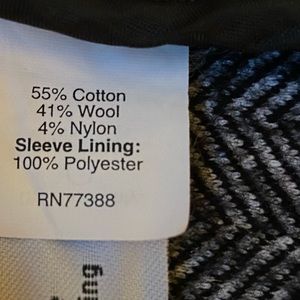 55% Cotton
41% Wool
4% Nylon
Sleeve Lining:
100% Polyester
RN77388